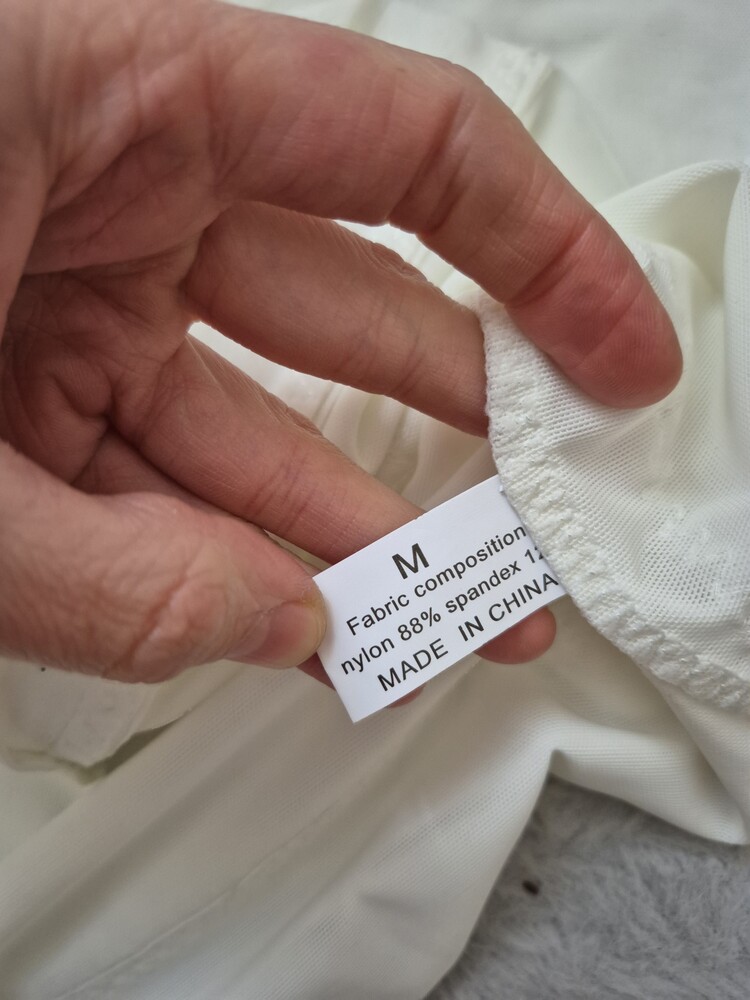 M
Fabric composition
nylon 88% spandex
MADE IN CHINA